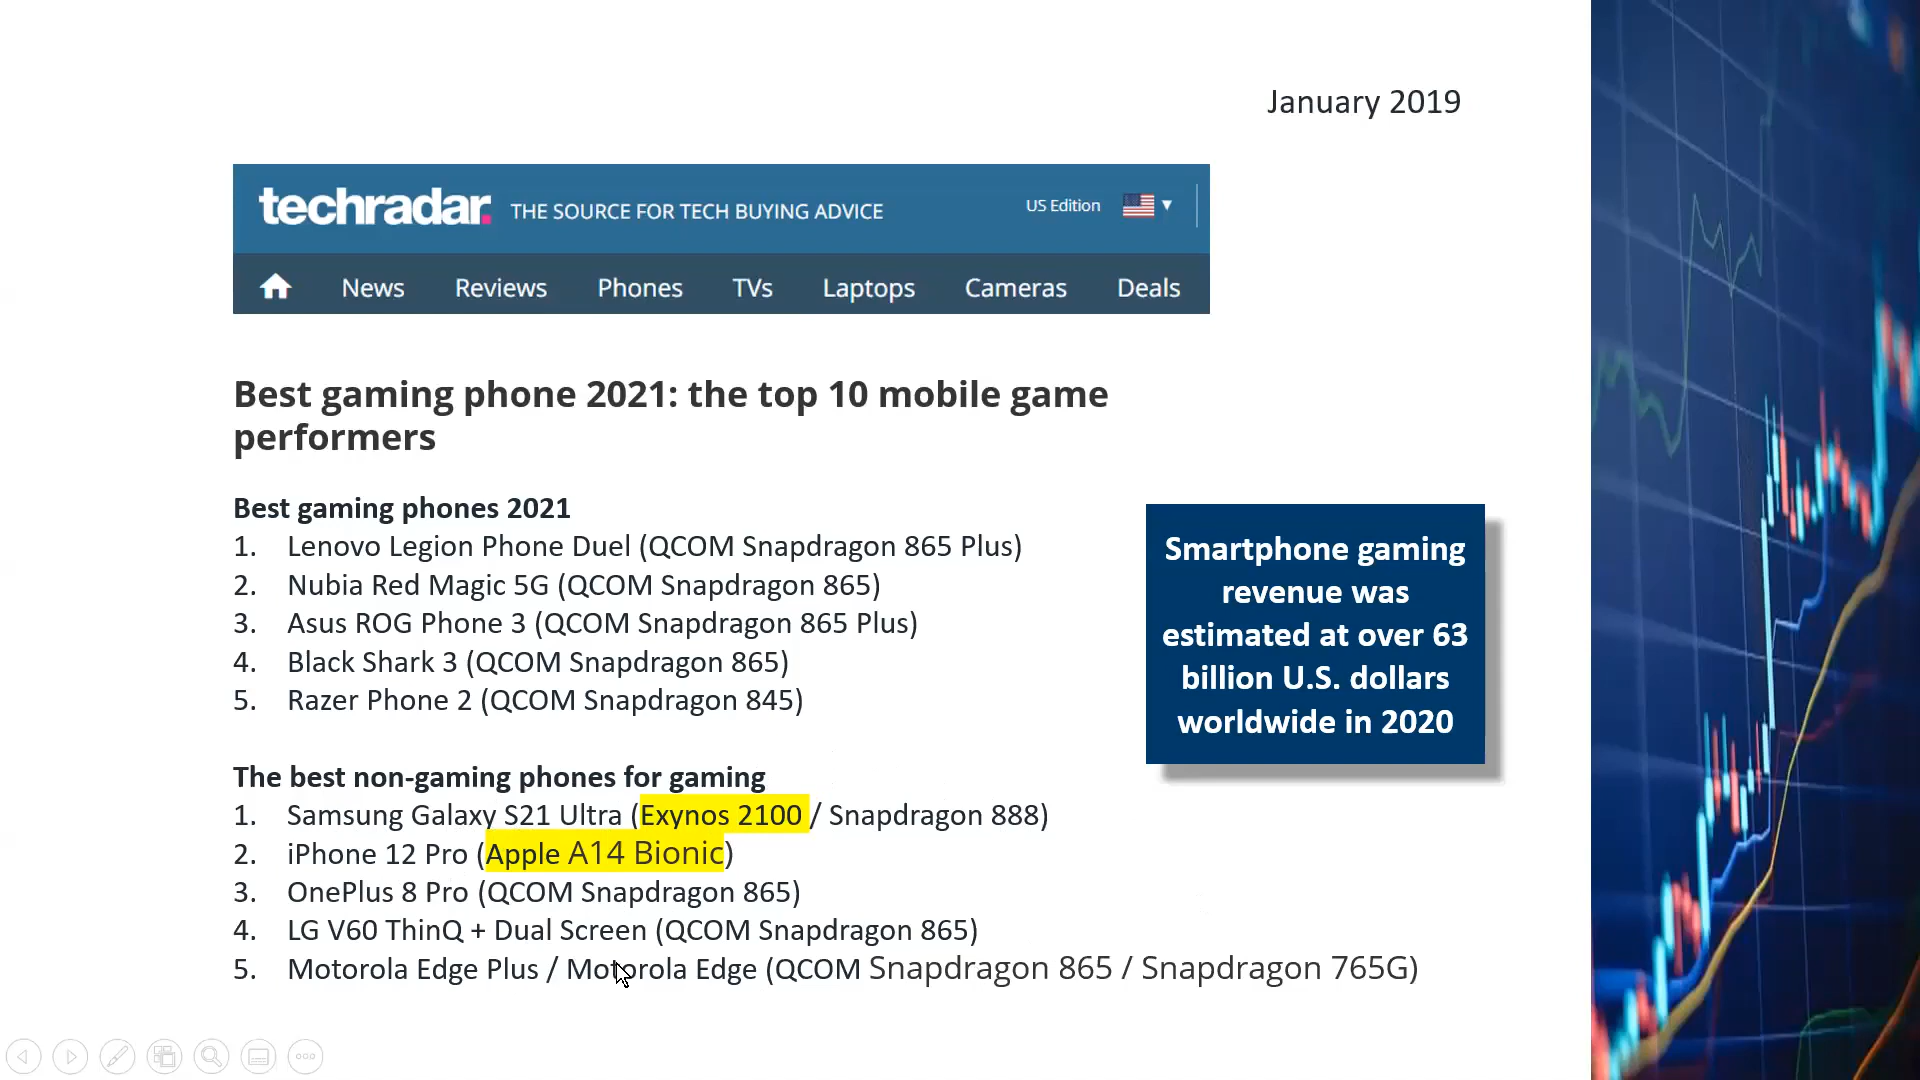 January 2019
techradar. THE SOURCE FOR TECH BUYING ADVICE US Edition
News Reviews Phones TVs Laptops Cameras Deals
Best gaming phone 2021: the top 10 mobile game
performers
Best gaming phones 2021
1. Lenovo Legion Phone Duel (QCOM Snapdragon 865 Plus)
2. Nubia Red Magic 5G (QCOM Snapdragon 865)
3. Asus ROG Phone 3 (QCOM Snapdragon 865 Plus)
4. Black Shark 3 (QCOM Snapdragon 865)
5. Razer Phone 2 (QCOM Snapdragon 845)
The best non-gaming phones for gaming
1. Samsung Galaxy S21 Ultra (Exynos 2100 / Snapdragon 888)
2. iPhone 12 Pro (Apple A14 Bionic)
3. OnePlus 8 Pro (QCOM Snapdragon 865)
4. LG V60 ThinQ + Dual Screen (QCOM Snapdragon 865)
5. Motorola Edge Plus / Motorola Edge (QCOM Snapdragon 865 / Snapdragon 765G)
Smartphone gaming
revenue was
estimated at over 63
billion U.S. dollars
worldwide in 2020